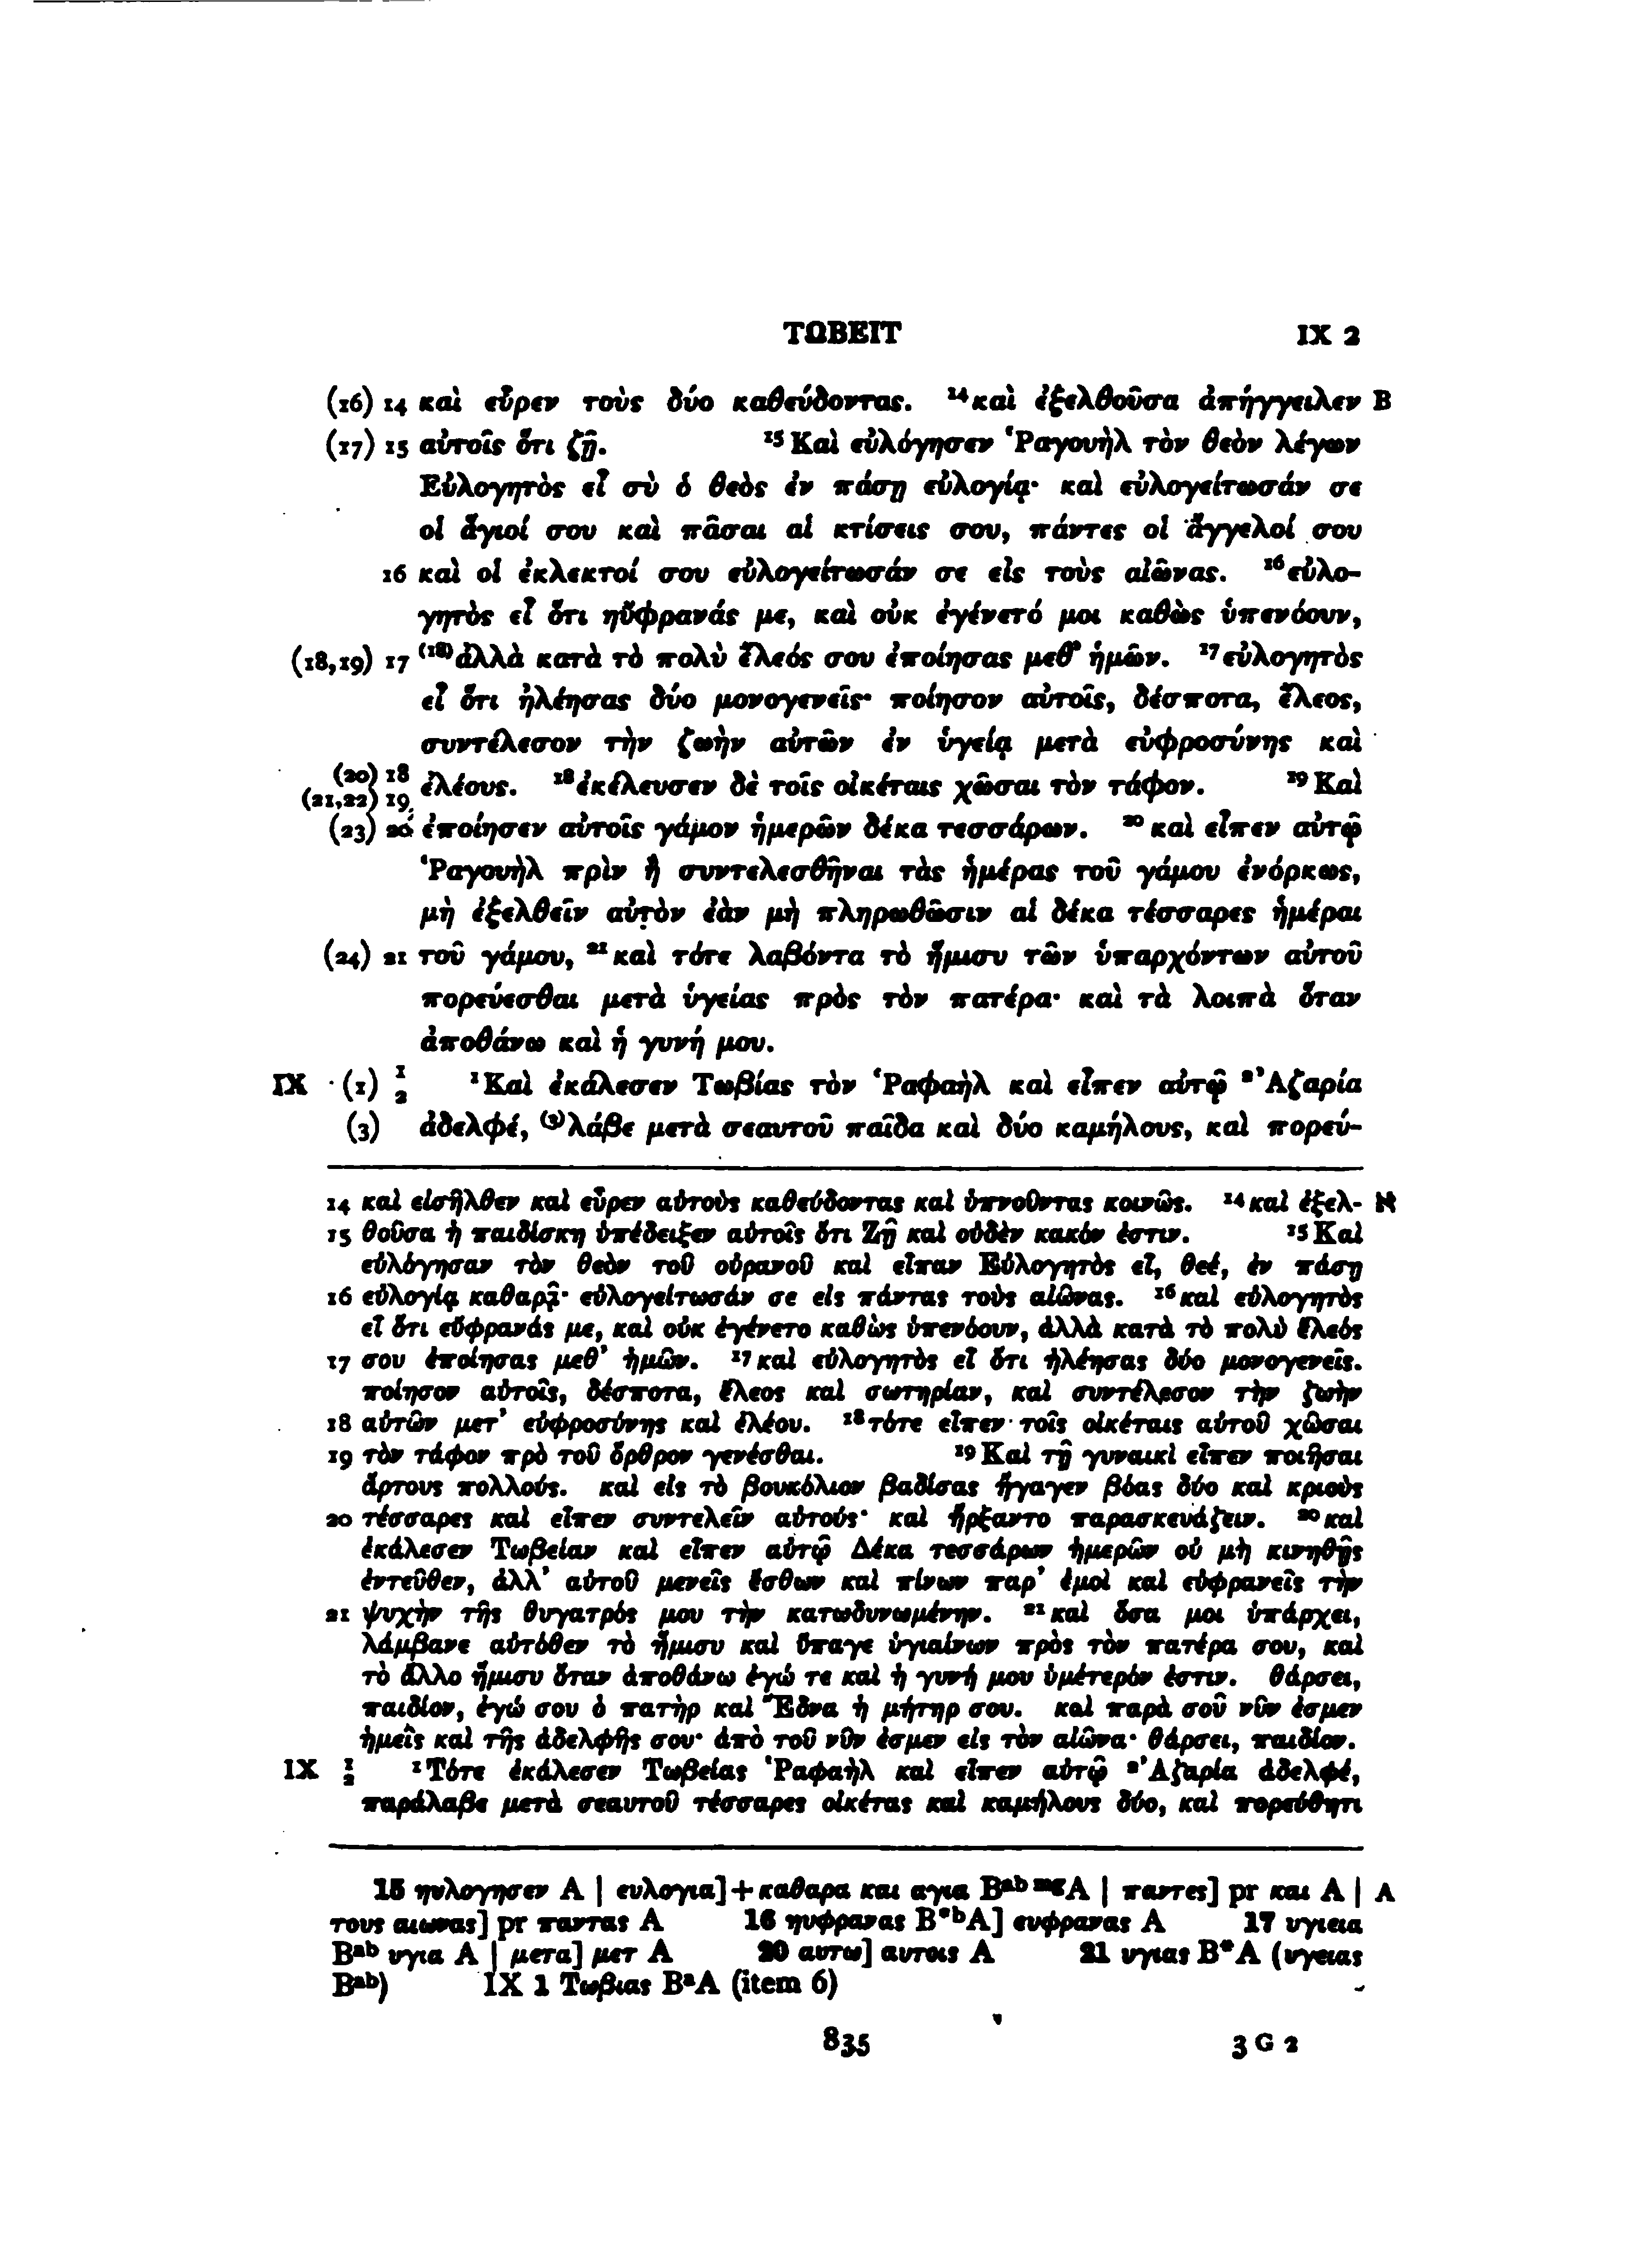 ΤΩΒΕΙΤ IX 2
(16) 14 καὶ εὗρεν τοὺς δύο καθεύδοντας. ¹⁴καὶ ἐξελθοῦσα ἀπήγγειλεν B
(17) 15 αὐτοῖς ὅτι ζῇ. ¹⁵Καὶ εὐλόγησεν Ῥαγουὴλ τὸν θεὸν λέγων
Εὐλογητὸς εἶ σὺ ὁ θεὸς ἐν πάσῃ εὐλογίᾳ· καὶ εὐλογείτωσάν σε
οἱ ἅγιοί σου καὶ πᾶσαι αἱ κτίσεις σου, πάντες οἱ ἄγγελοί σου
16 καὶ οἱ ἐκλεκτοί σου εὐλογείτωσάν σε εἰς τοὺς αἰῶνας. ¹⁶εὐλο-
γητὸς εἶ ὅτι ηὔφρανάς με, καὶ οὐκ ἐγένετό μοι καθὼς ὑπενόουν,
(18,19) 17 ⁽¹⁸⁾ἀλλὰ κατὰ τὸ πολὺ ἔλεός σου ἐποίησας μεθ' ἡμῶν. ¹⁷εὐλογητὸς
εἶ ὅτι ἠλέησας δύο μονογενεῖς· ποίησον αὐτοῖς, δέσποτα, ἔλεος,
συντέλεσον τὴν ζωὴν αὐτῶν ἐν ὑγείᾳ μετὰ εὐφροσύνης καὶ
(20) 18 (21,22) 19 ἐλέους. ¹⁸ἐκέλευσεν δὲ τοῖς οἰκέταις χῶσαι τὸν τάφον. ¹⁹Καὶ
(23) 20 ἐποίησεν αὐτοῖς γάμον ἡμερῶν δέκα τεσσάρων. ²⁰καὶ εἶπεν αὐτῷ
Ῥαγουὴλ πρὶν ἢ συντελεσθῆναι τὰς ἡμέρας τοῦ γάμου ἐνόρκως,
μὴ ἐξελθεῖν αὐτὸν ἐὰν μὴ πληρωθῶσιν αἱ δέκα τέσσαρες ἡμέραι
(24) 21 τοῦ γάμου, ²¹καὶ τότε λαβόντα τὸ ἥμισυ τῶν ὑπαρχόντων αὐτοῦ
πορεύεσθαι μετὰ ὑγείας πρὸς τὸν πατέρα· καὶ τὰ λοιπὰ ὅταν
ἀποθάνω καὶ ἡ γυνή μου.
IX (1) 1 2 ¹Καὶ ἐκάλεσεν Τωβίας τὸν Ῥαφαὴλ καὶ εἶπεν αὐτῷ ²Ἀζαρία
(3) ἀδελφέ, ⁽³⁾λάβε μετὰ σεαυτοῦ παῖδα καὶ δύο καμήλους, καὶ πορεύ-
14 καὶ εἰσῆλθεν καὶ εὗρεν αὐτοὺς καθεύδοντας καὶ ὑπνοῦντας κοινῶς. ¹⁴καὶ ἐξελ- א
15 θοῦσα ἡ παιδίσκη ὑπέδειξεν αὐτοῖς ὅτι Ζῇ καὶ οὐδὲν κακόν ἐστιν. ¹⁵Καὶ
εὐλόγησαν τὸν θεὸν τοῦ οὐρανοῦ καὶ εἶπαν Εὐλογητὸς εἶ, θεέ, ἐν πάσῃ
16 εὐλογίᾳ καθαρᾷ· εὐλογείτωσάν σε εἰς πάντας τοὺς αἰῶνας. ¹⁶καὶ εὐλογητὸς
εἶ ὅτι εὔφρανάς με, καὶ οὐκ ἐγένετο καθὼς ὑπενόουν, ἀλλὰ κατὰ τὸ πολὺ ἔλεός
17 σου ἐποίησας μεθ' ἡμῶν. ¹⁷καὶ εὐλογητὸς εἶ ὅτι ἠλέησας δύο μονογενεῖς.
ποίησον αὐτοῖς, δέσποτα, ἔλεος καὶ σωτηρίαν, καὶ συντέλεσον τὴν ζωὴν
18 αὐτῶν μετ' εὐφροσύνης καὶ ἐλέου. ¹⁸τότε εἶπεν τοῖς οἰκέταις αὐτοῦ χῶσαι
19 τὸν τάφον πρὸ τοῦ ὄρθρον γενέσθαι. ¹⁹Καὶ τῇ γυναικὶ εἶπεν ποιῆσαι
ἄρτους πολλούς. καὶ εἰς τὸ βουκόλιον βαδίσας ἤγαγεν βόας δύο καὶ κριοὺς
20 τέσσαρες καὶ εἶπεν συντελεῖν αὐτούς· καὶ ἤρξαντο παρασκευάζειν. ²⁰καὶ
ἐκάλεσεν Τωβείαν καὶ εἶπεν αὐτῷ Δέκα τεσσάρων ἡμερῶν οὐ μὴ κινηθῇς
ἐντεῦθεν, ἀλλ' αὐτοῦ μενεῖς ἔσθων καὶ πίνων παρ' ἐμοὶ καὶ εὐφρανεῖς τὴν
21 ψυχὴν τῆς θυγατρός μου τὴν κατωδυνωμένην. ²¹καὶ ὅσα μοι ὑπάρχει,
λάμβανε αὐτόθεν τὸ ἥμισυ καὶ ὕπαγε ὑγιαίνων πρὸς τὸν πατέρα σου, καὶ
τὸ ἄλλο ἥμισυ ὅταν ἀποθάνω ἐγώ τε καὶ ἡ γυνή μου ὑμέτερόν ἐστιν. θάρσει,
παιδίον, ἐγώ σου ὁ πατὴρ καὶ Ἔδνα ἡ μήτηρ σου. καὶ παρὰ σοῦ νῦν ἐσμεν
ἡμεῖς καὶ τῆς ἀδελφῆς σου· ἀπὸ τοῦ νῦν ἐσμεν εἰς τὸν αἰῶνα· θάρσει, παιδίον.
IX 1 2 ¹Τότε ἐκάλεσεν Τωβείας Ῥαφαὴλ καὶ εἶπεν αὐτῷ ²Ἀζαρία ἀδελφέ,
παράλαβε μετὰ σεαυτοῦ τέσσαρες οἰκέτας καὶ καμήλους δύο, καὶ πορεύθητι
15 ηυλογησεν A | ευλογια]+καθαρα και αγια Bᵃᵇ ᵐᵍA | παντες] pr και A | A
τους αιωνας] pr παντας A 16 ηυφρανας B*ᵇA] ευφρανας A 17 υγιεια
Bᵃᵇ υγια A | μετα] μετ A 20 αυτω] αυτοις A 21 υγιας B*A (υγειας
Bᵃᵇ) IX 1 Τωβιας BᵃA (item 6)
835 3 G 2